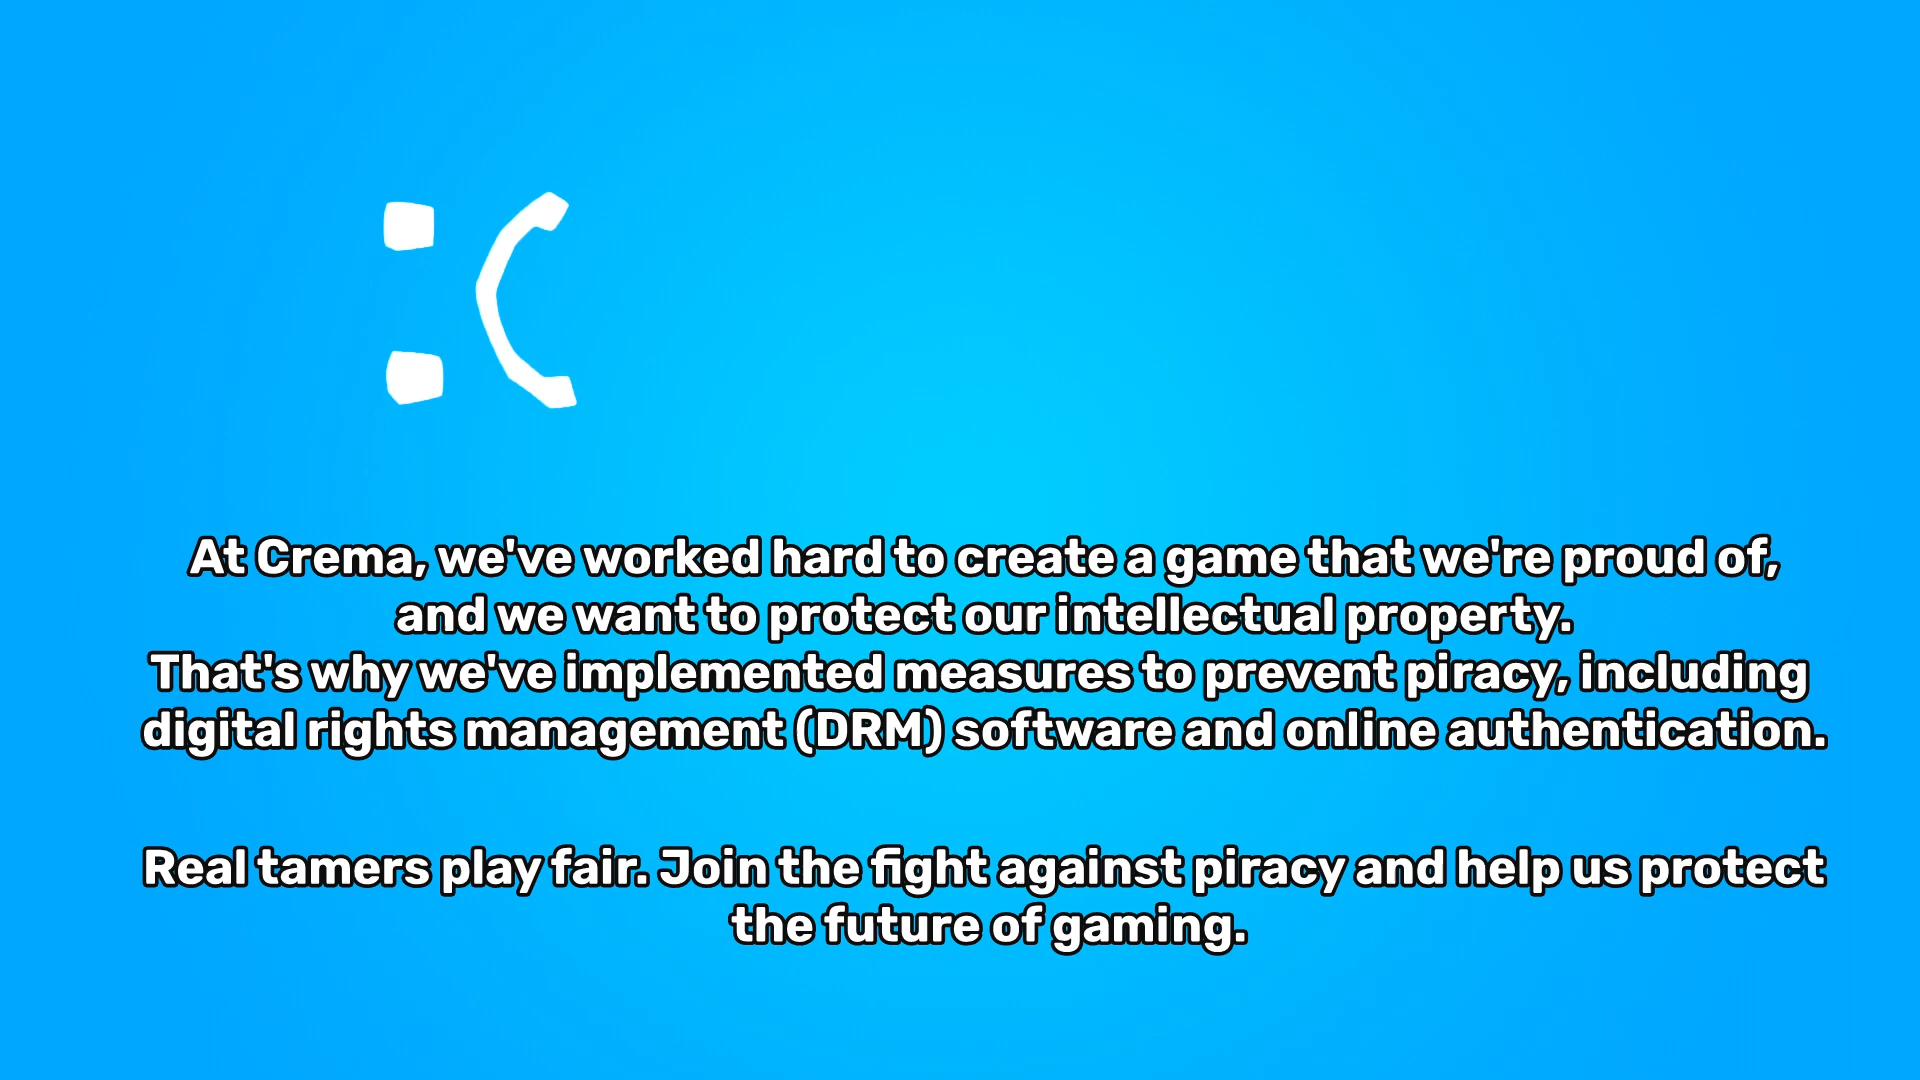 :(
At Crema, we've worked hard to create a game that we're proud of,
and we want to protect our intellectual property.
That's why we've implemented measures to prevent piracy, including
digital rights management (DRM) software and online authentication.
Real tamers play fair. Join the fight against piracy and help us protect
the future of gaming.